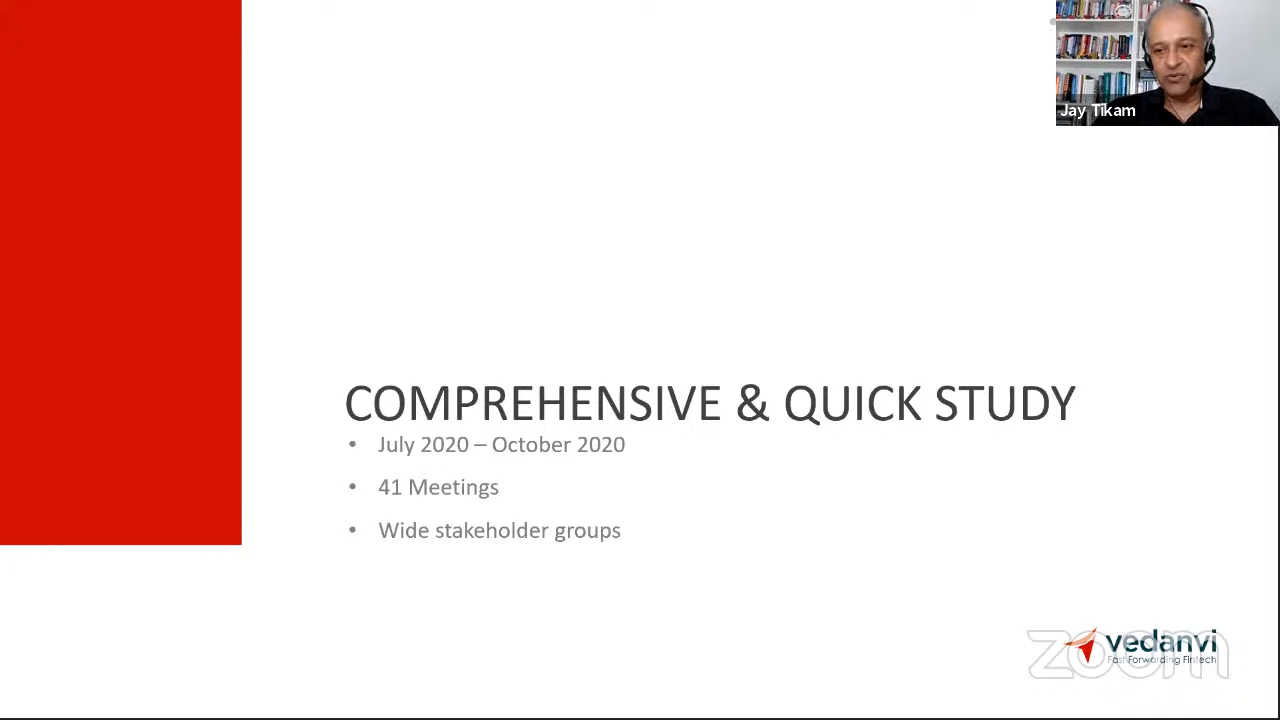 Jay Tikam
COMPREHENSIVE & QUICK STUDY
• July 2020 – October 2020
• 41 Meetings
• Wide stakeholder groups
vedanvi
Fast Forwarding Fintech
zoom